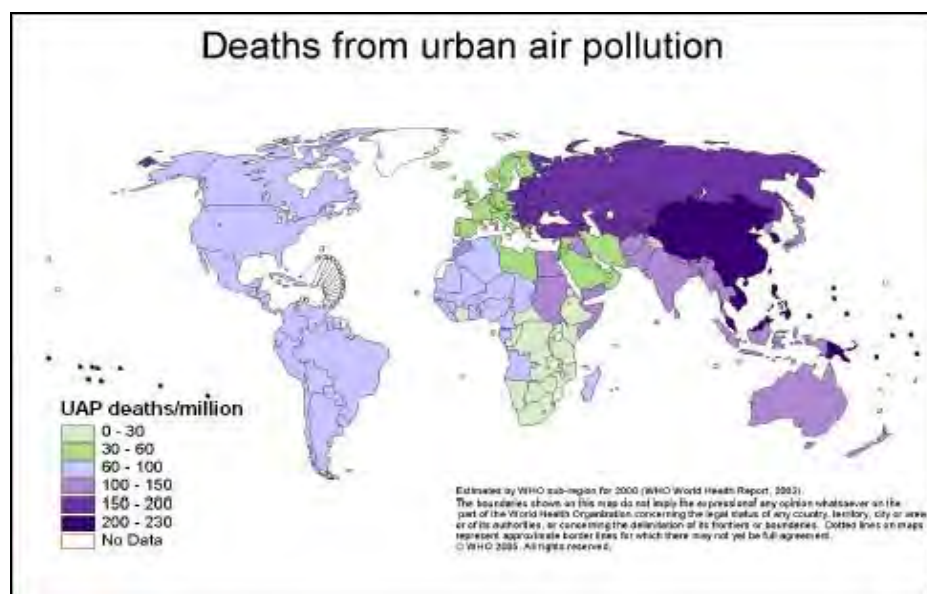 Deaths from urban air pollution
UAP deaths/million
0 - 30
30 - 60
60 - 100
100 - 150
150 - 200
200 - 230
No Data
Estimates by WHO sub-region for 2000 (WHO World Health Report, 2002).
The boundaries shown on this map do not imply the expression of any opinion whatsoever on the
part of the World Health Organization concerning the legal status of any country, territory, city or area
or of its authorities, or concerning the delimitation of its frontiers or boundaries. Dotted lines on maps
represent approximate border lines for which there may not yet be full agreement.
© WHO 2005. All rights reserved.